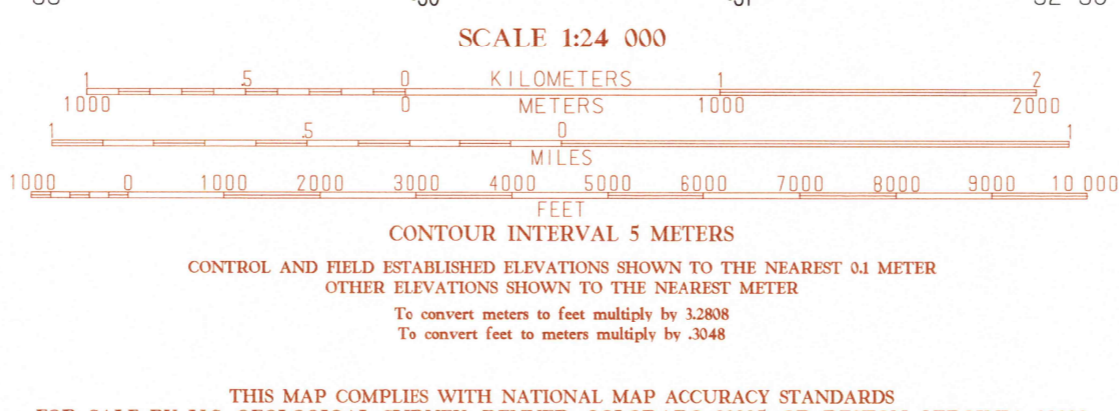 SCALE 1:24 000
1 .5 0 KILOMETERS 1 2
1000 0 METERS 1000 2000
1 .5 0 1
MILES
1000 0 1000 2000 3000 4000 5000 6000 7000 8000 9000 10 000
FEET
CONTOUR INTERVAL 5 METERS
CONTROL AND FIELD ESTABLISHED ELEVATIONS SHOWN TO THE NEAREST 0.1 METER
OTHER ELEVATIONS SHOWN TO THE NEAREST METER
To convert meters to feet multiply by 3.2808
To convert feet to meters multiply by .3048
THIS MAP COMPLIES WITH NATIONAL MAP ACCURACY STANDARDS